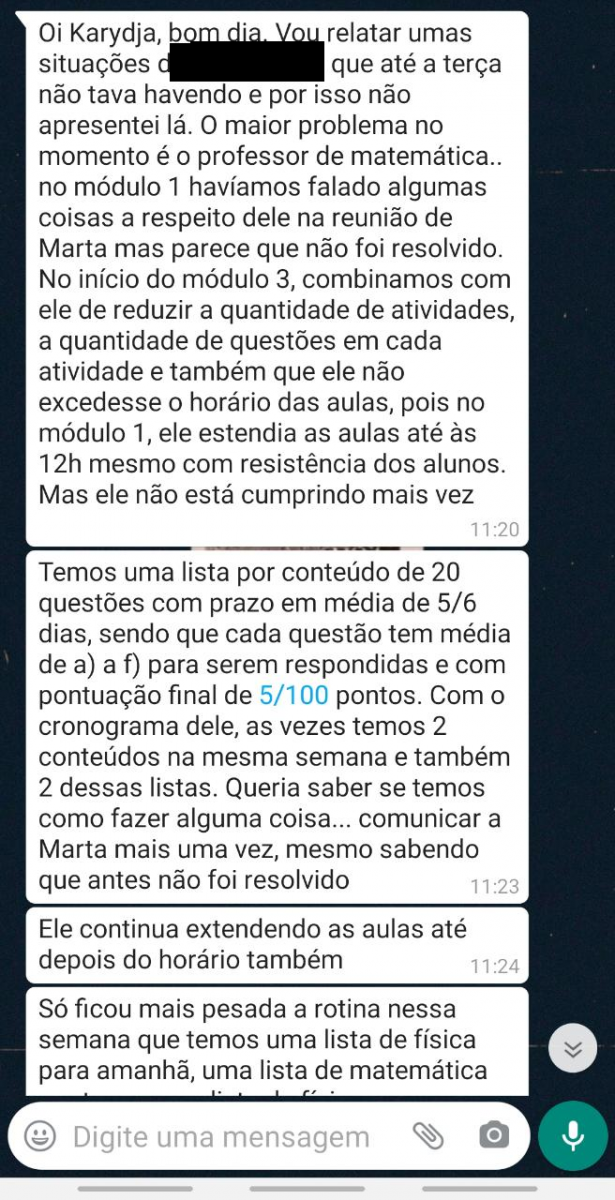 Oi Karydja, bom dia. Vou relatar umas
situações que até a terça
não tava havendo e por isso não
apresentei lá. O maior problema no
momento é o professor de matemática..
no módulo 1 havíamos falado algumas
coisas a respeito dele na reunião de
Marta mas parece que não foi resolvido.
No início do módulo 3, combinamos com
ele de reduzir a quantidade de atividades,
a quantidade de questões em cada
atividade e também que ele não
excedesse o horário das aulas, pois no
módulo 1, ele estendia as aulas até às
12h mesmo com resistência dos alunos.
Mas ele não está cumprindo mais vez
11:20
Temos uma lista por conteúdo de 20
questões com prazo em média de 5/6
dias, sendo que cada questão tem média
de a) a f) para serem respondidas e com
pontuação final de 5/100 pontos. Com o
cronograma dele, as vezes temos 2
conteúdos na mesma semana e também
2 dessas listas. Queria saber se temos
como fazer alguma coisa... comunicar a
Marta mais uma vez, mesmo sabendo
que antes não foi resolvido
11:23
Ele continua extendendo as aulas até
depois do horário também
11:24
Só ficou mais pesada a rotina nessa
semana que temos uma lista de física
para amanhã, uma lista de matemática
Digite uma mensagem